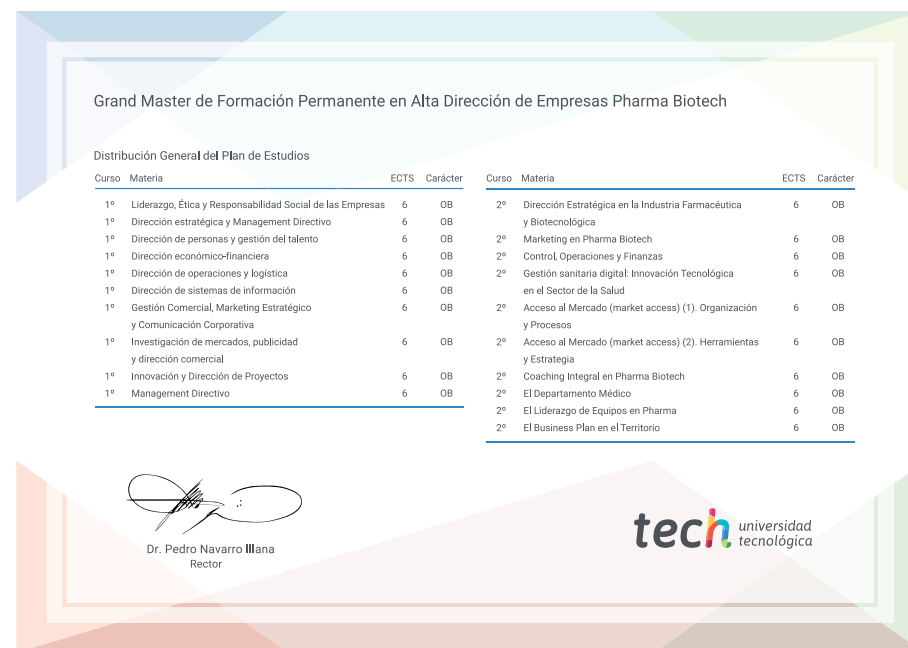 Grand Master de Formación Permanente en Alta Dirección de Empresas Pharma Biotech
Distribución General del Plan de Estudios
Curso Materia ECTS Carácter
1º Liderazgo, Ética y Responsabilidad Social de las Empresas 6 OB
1º Dirección estratégica y Management Directivo 6 OB
1º Dirección de personas y gestión del talento 6 OB
1º Dirección económico-financiera 6 OB
1º Dirección de operaciones y logística 6 OB
1º Dirección de sistemas de información 6 OB
1º Gestión Comercial, Marketing Estratégico 6 OB
y Comunicación Corporativa
1º Investigación de mercados, publicidad 6 OB
y dirección comercial
1º Innovación y Dirección de Proyectos 6 OB
1º Management Directivo 6 OB
Curso Materia ECTS Carácter
2º Dirección Estratégica en la Industria Farmacéutica 6 OB
y Biotecnológica
2º Marketing en Pharma Biotech 6 OB
2º Control, Operaciones y Finanzas 6 OB
2º Gestión sanitaria digital: Innovación Tecnológica 6 OB
en el Sector de la Salud
2º Acceso al Mercado (market access) (1). Organización 6 OB
y Procesos
2º Acceso al Mercado (market access) (2). Herramientas 6 OB
y Estrategia
2º Coaching Integral en Pharma Biotech 6 OB
2º El Departamento Médico 6 OB
2º El Liderazgo de Equipos en Pharma 6 OB
2º El Business Plan en el Territorio 6 OB
Dr. Pedro Navarro Illana
Rector
tech universidad
tecnológica